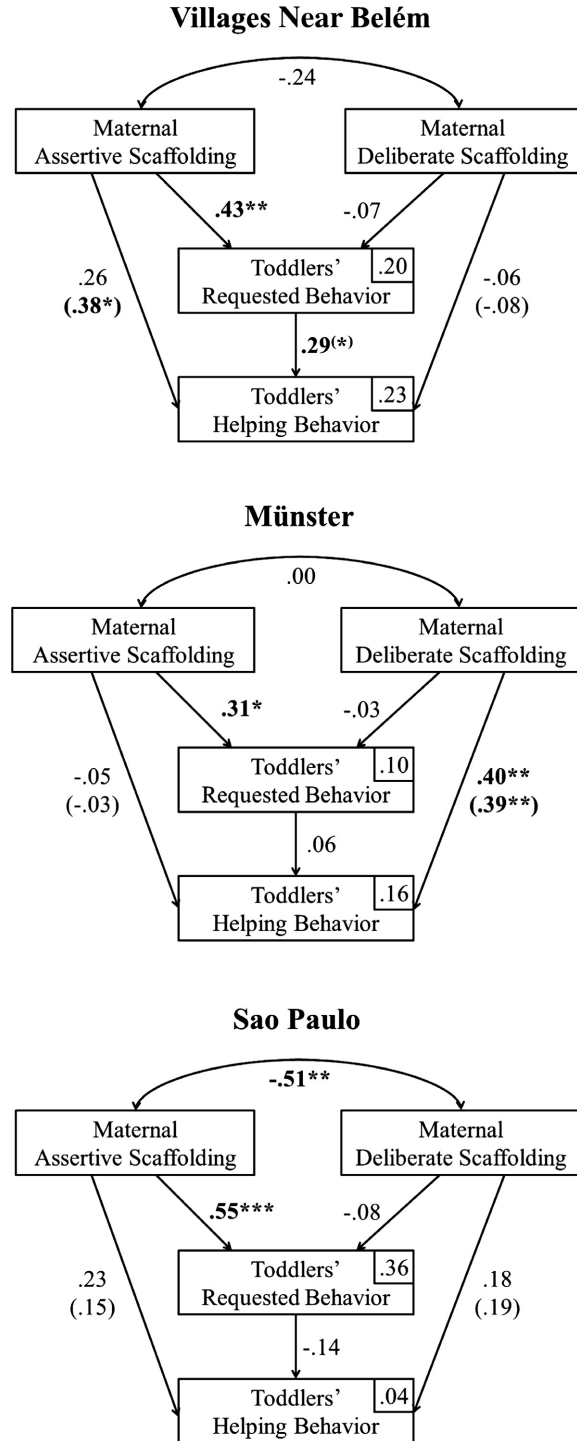 Villages Near Belém
-.24
Maternal
Assertive Scaffolding
Maternal
Deliberate Scaffolding
.43**
-.07
.26
(.38*)
Toddlers'
Requested Behavior
.20
-.06
(-.08)
.29(*)
Toddlers'
Helping Behavior
.23
Münster
.00
Maternal
Assertive Scaffolding
Maternal
Deliberate Scaffolding
.31*
-.03
-.05
(-.03)
Toddlers'
Requested Behavior
.10
.40**
(.39**)
.06
Toddlers'
Helping Behavior
.16
Sao Paulo
-.51**
Maternal
Assertive Scaffolding
Maternal
Deliberate Scaffolding
.55***
-.08
.23
(.15)
Toddlers'
Requested Behavior
.36
.18
(.19)
-.14
Toddlers'
Helping Behavior
.04